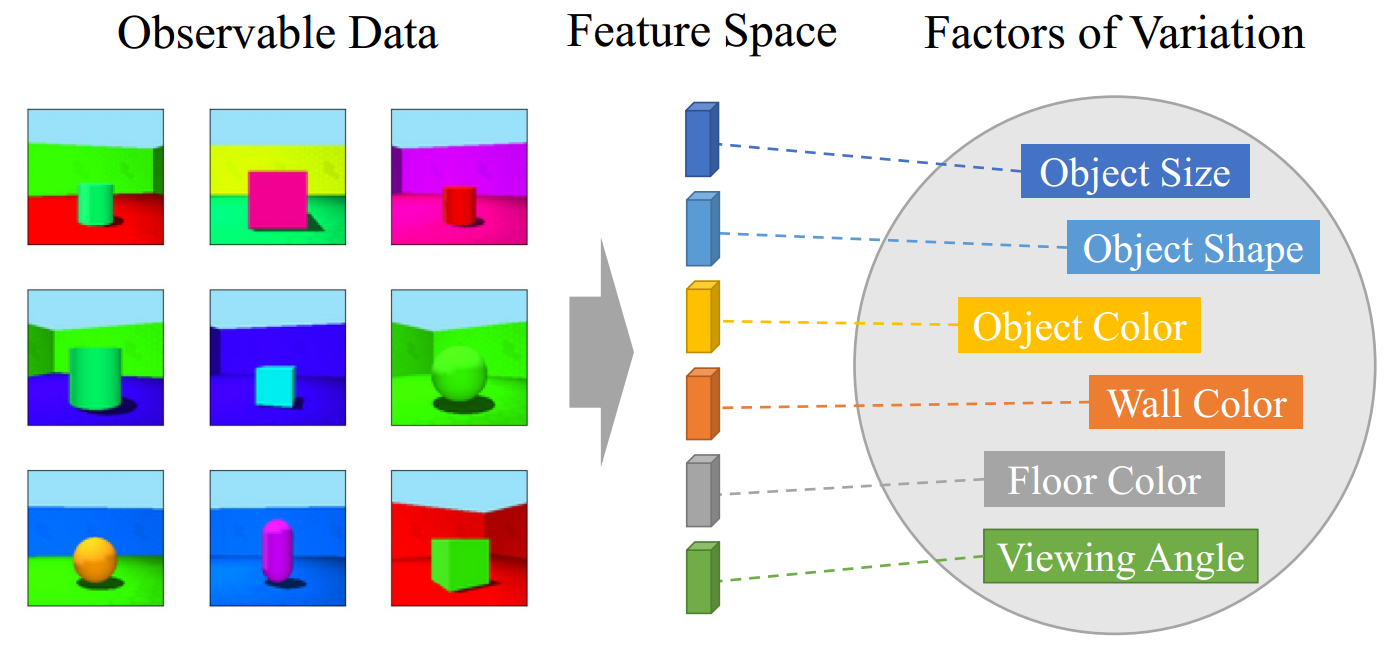 Observable Data
Feature Space
Factors of Variation
Object Size
Object Shape
Object Color
Wall Color
Floor Color
Viewing Angle